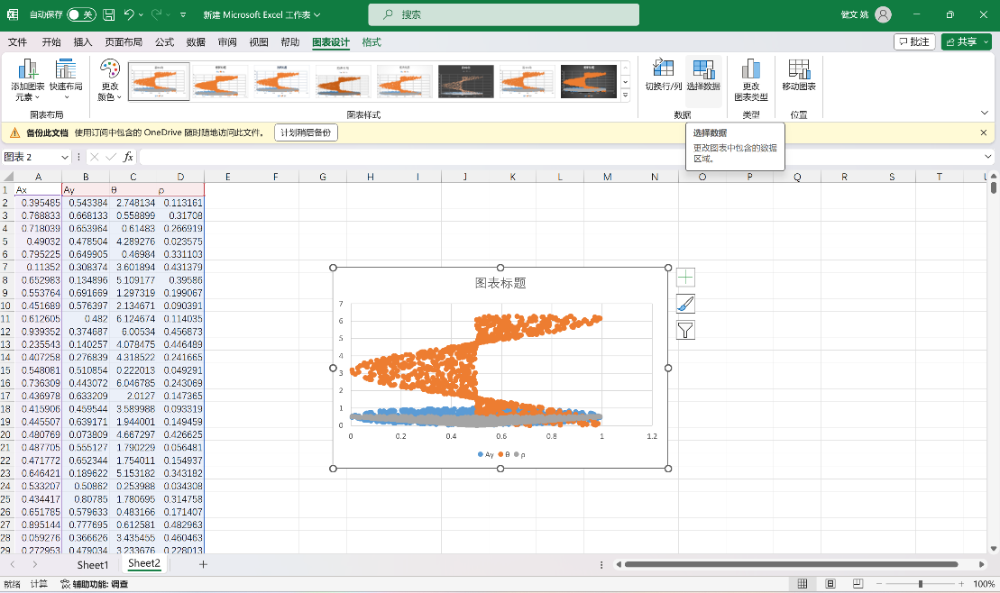 自动保存 关 新建 Microsoft Excel 工作表 搜索 健文 姚
文件 开始 插入 页面布局 公式 数据 审阅 视图 帮助 图表设计 格式 批注 共享
添加图表 快速布局 更改 切换行/列 选择数据 更改 移动图表
元素 颜色 图表类型
图表布局 图表样式 数据 类型 位置
备份此文档 使用订阅中包含的 OneDrive 随时随地访问此文件。 计划稍后备份
选择数据
更改图表中包含的数据
区域。
图表 2 fx
A B C D E F G H I J K L M N O P Q R S T U
1 Ax Ay θ ρ
2 0.395485 0.543384 2.748134 0.113161
3 0.768833 0.668133 0.558899 0.31708
4 0.718039 0.653964 0.61483 0.266919
5 0.49032 0.478504 4.289276 0.023575
6 0.795225 0.649905 0.46984 0.331103
7 0.11352 0.308374 3.601894 0.431379
8 0.652983 0.134896 5.109177 0.39586
9 0.553764 0.691669 1.297319 0.199067
10 0.451689 0.576397 2.134671 0.090391
11 0.612605 0.482 6.124674 0.114035
12 0.939352 0.374687 6.00534 0.456873
13 0.235543 0.140257 4.078475 0.446489
14 0.407258 0.276839 4.318522 0.241665
15 0.548081 0.510854 0.222013 0.049291
16 0.736309 0.443072 6.046785 0.243069
17 0.436978 0.633209 2.0127 0.147365
18 0.415906 0.459544 3.589988 0.093319
19 0.445507 0.639171 1.944001 0.149459
20 0.480769 0.073809 4.667297 0.426625
21 0.487705 0.555127 1.790229 0.056481
22 0.471772 0.652344 1.754011 0.154937
23 0.646421 0.189622 5.153182 0.343182
24 0.533207 0.50862 0.253988 0.034308
25 0.434417 0.80785 1.780695 0.314758
26 0.651785 0.579633 0.483166 0.171407
27 0.895144 0.777695 0.612581 0.482963
28 0.059276 0.366626 3.435455 0.460463
29 0.272953 0.479034 3.233676 0.228013
图表标题
7
6
5
4
3
2
1
0
0 0.2 0.4 0.6 0.8 1 1.2
Ay θ ρ
Sheet1 Sheet2
就绪 计算 辅助功能: 调查 100%